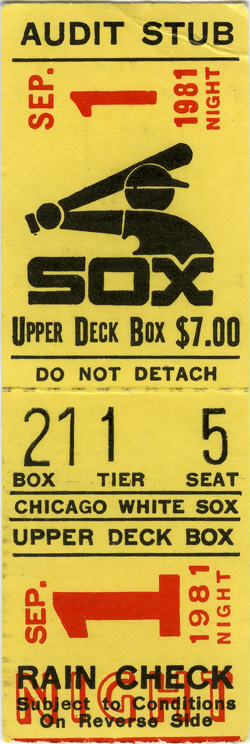 AUDIT STUB
SEP. 1 1981 NIGHT
SOX
UPPER DECK BOX $7.00
DO NOT DETACH
211 5
BOX TIER SEAT
CHICAGO WHITE SOX
UPPER DECK BOX
SEP. 1 1981
NIGHT
RAIN CHECK
Subject to Conditions
On Reverse Side